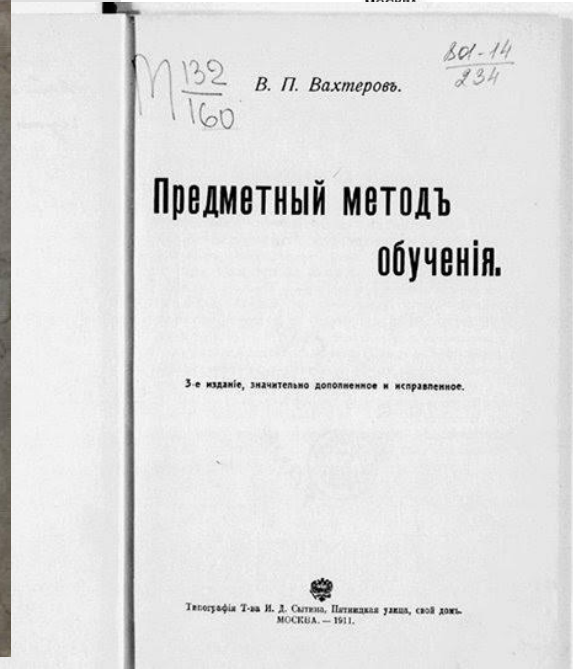 М 132
160
801-14
234
В. П. Вахтеровъ.
Предметный методъ
обученія.
3-е изданіе, значительно дополненное и исправленное.
Типографія Т-ва И. Д. Сытина, Пятницкая улица, свой домъ.
МОСКВА. — 1911.